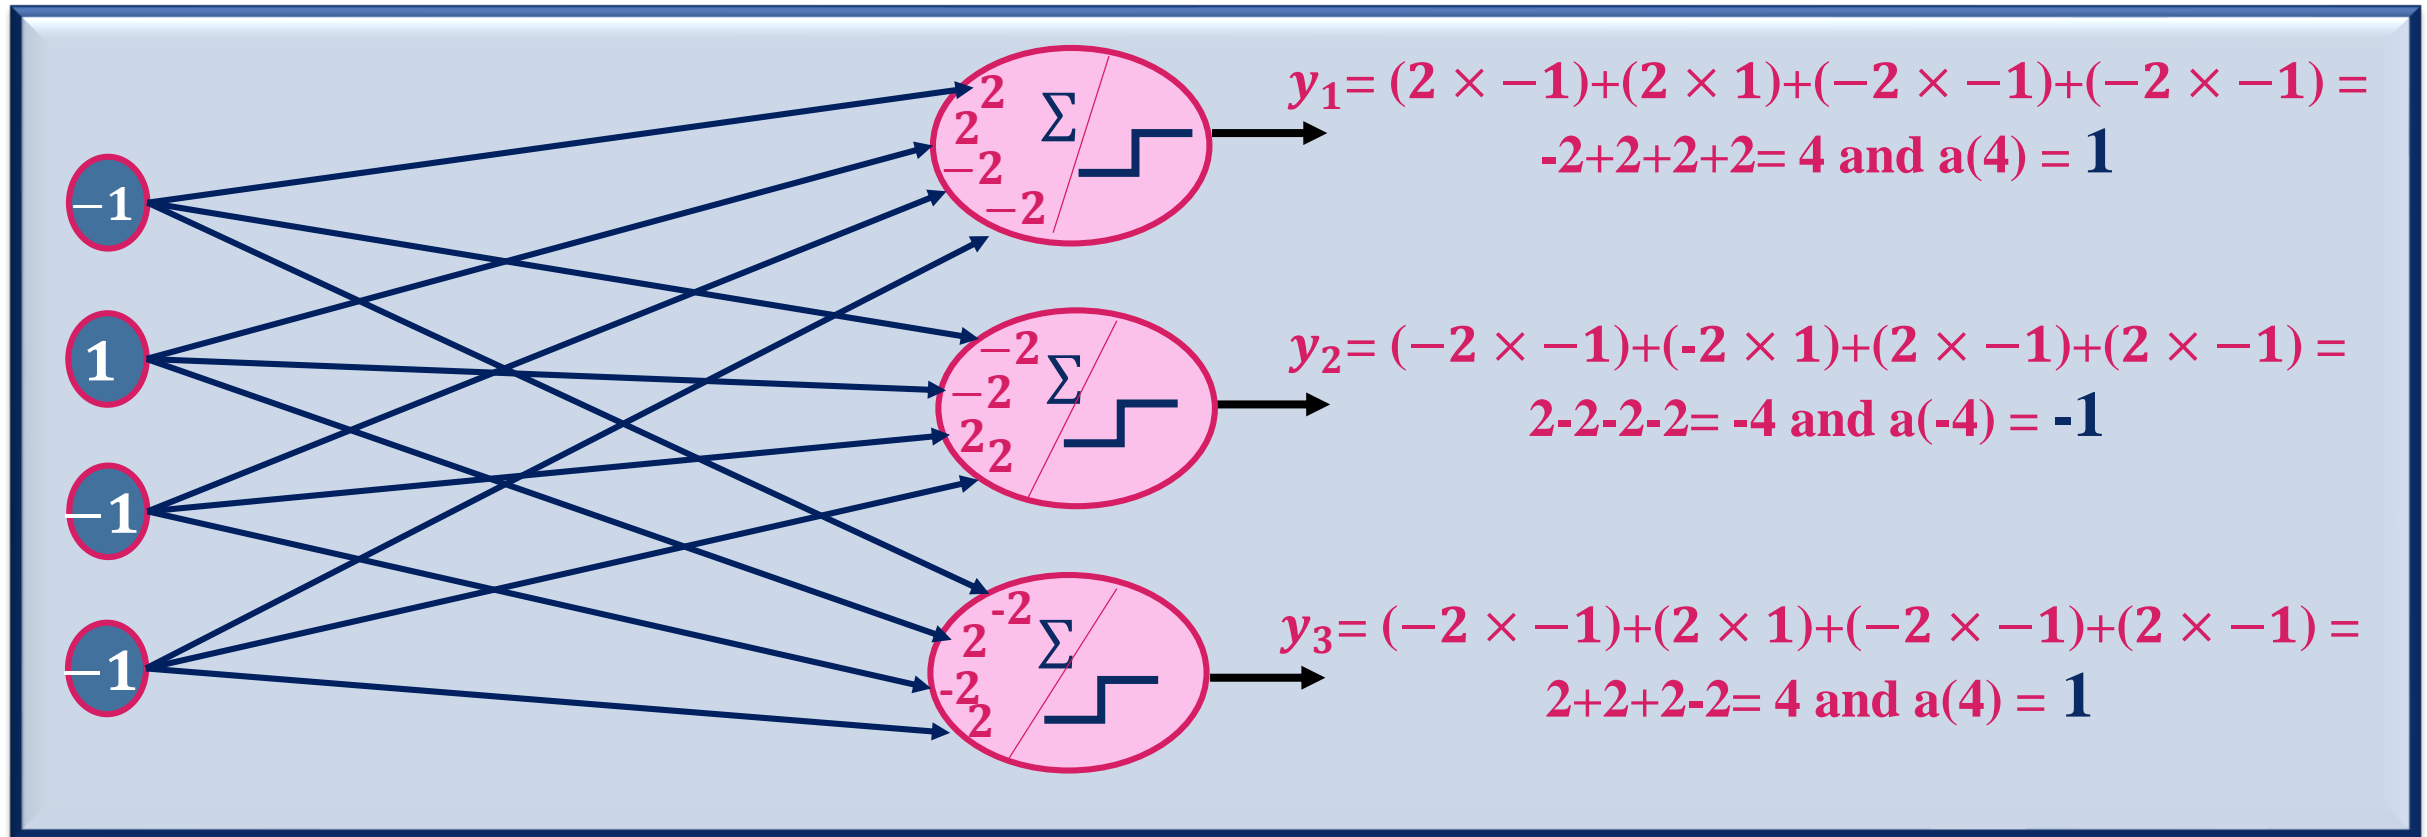 −1
1
−1
−1
2
2
−2
−2
Σ
−2
−2
2
2
Σ
-2
2
-2
2
Σ
y₁= (2 × −1)+(2 × 1)+(−2 × −1)+(−2 × −1) =
-2+2+2+2= 4 and a(4) = 1
y₂= (−2 × −1)+(-2 × 1)+(2 × −1)+(2 × −1) =
2-2-2-2= -4 and a(-4) = -1
y₃= (−2 × −1)+(2 × 1)+(−2 × −1)+(2 × −1) =
2+2+2-2= 4 and a(4) = 1